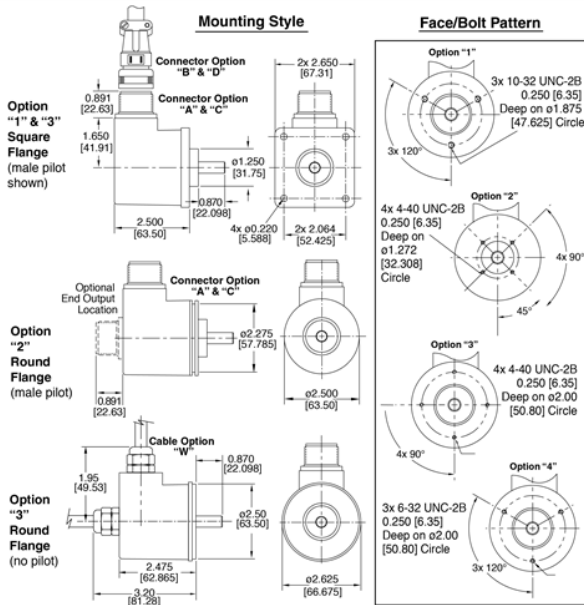 Mounting Style
Connector Option
"B" & "D"
Connector Option
"A" & "C"
0.891
[22.63]
Option
"1" & "3"
Square
Flange
(male pilot
shown)
1.650
[41.91]
2.500
[63.50]
ø1.250
[31.75]
0.870
[22.098]
2x 2.650
[67.31]
4x ø0.220
[5.588]
2x 2.064
[52.425]
Optional
End Output
Location
Connector Option
"A" & "C"
Option
"2"
Round
Flange
(male pilot)
0.891
[22.63]
ø2.275
[57.785]
ø2.500
[63.50]
Cable Option
"W"
0.870
[22.098]
1.95
[49.53]
Option
"3"
Round
Flange
(no pilot)
ø2.50
[63.50]
2.475
[62.865]
3.20
[81.28]
ø2.625
[66.675]
Face/Bolt Pattern
Option "1"
3x 10-32 UNC-2B
0.250 [6.35]
Deep on ø1.875
[47.625] Circle
3x 120°
Option "2"
4x 4-40 UNC-2B
0.250 [6.35]
Deep on
ø1.272
[32.308]
Circle
4x 90°
45°
Option "3"
4x 4-40 UNC-2B
0.250 [6.35]
Deep on ø2.00
[50.80] Circle
4x 90°
Option "4"
3x 6-32 UNC-2B
0.250 [6.35]
Deep on ø2.00
[50.80] Circle
3x 120°